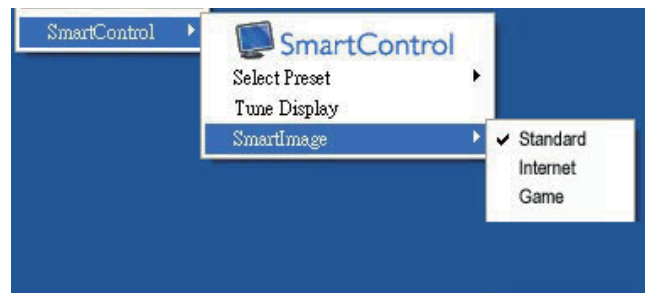 SmartControl
SmartControl
Select Preset
Tune Display
SmartImage
Standard
Internet
Game